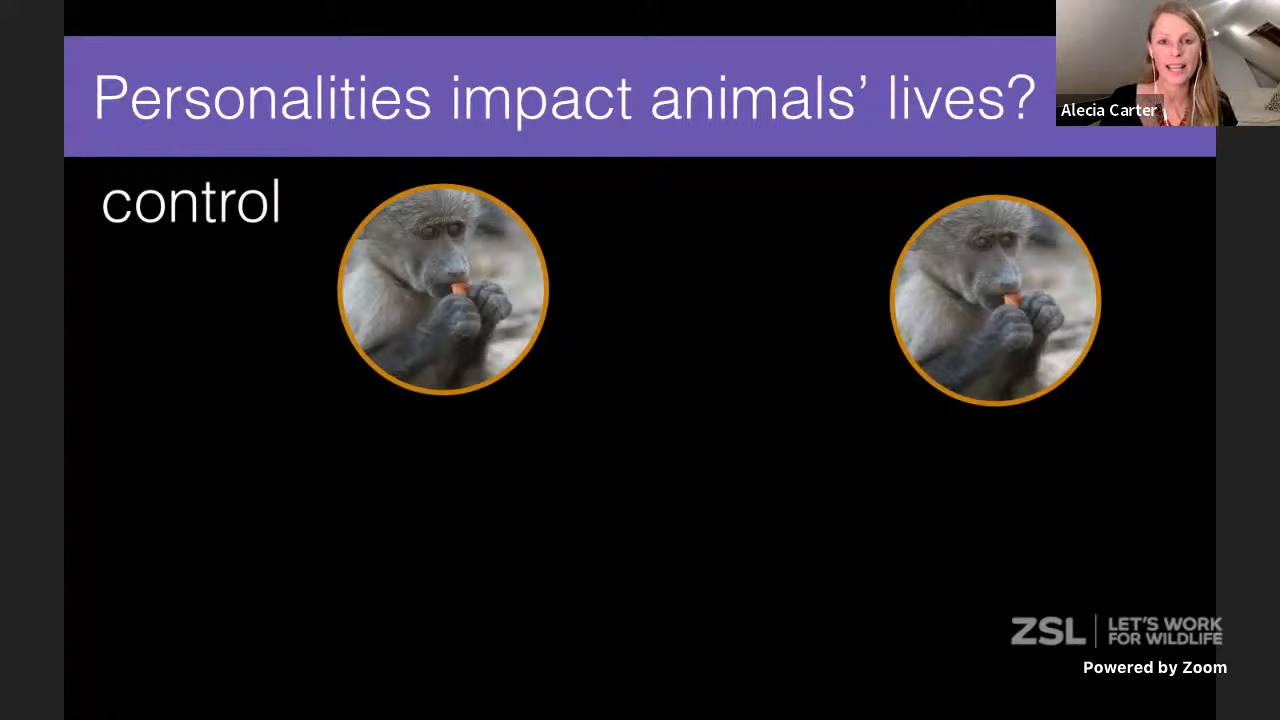 Personalities impact animals’ lives?
Alecia Carter
control
ZSL
LET'S WORK
FOR WILDLIFE
Powered by Zoom